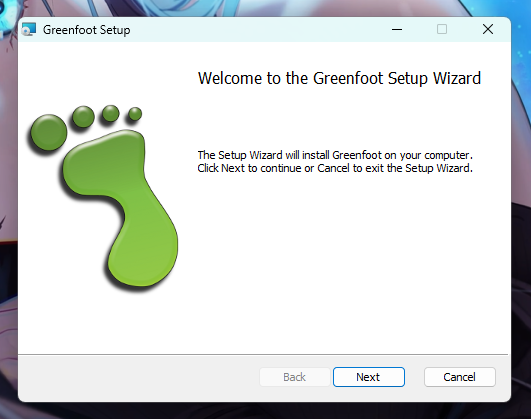 Greenfoot Setup
Welcome to the Greenfoot Setup Wizard
The Setup Wizard will install Greenfoot on your computer.
Click Next to continue or Cancel to exit the Setup Wizard.
Back
Next
Cancel